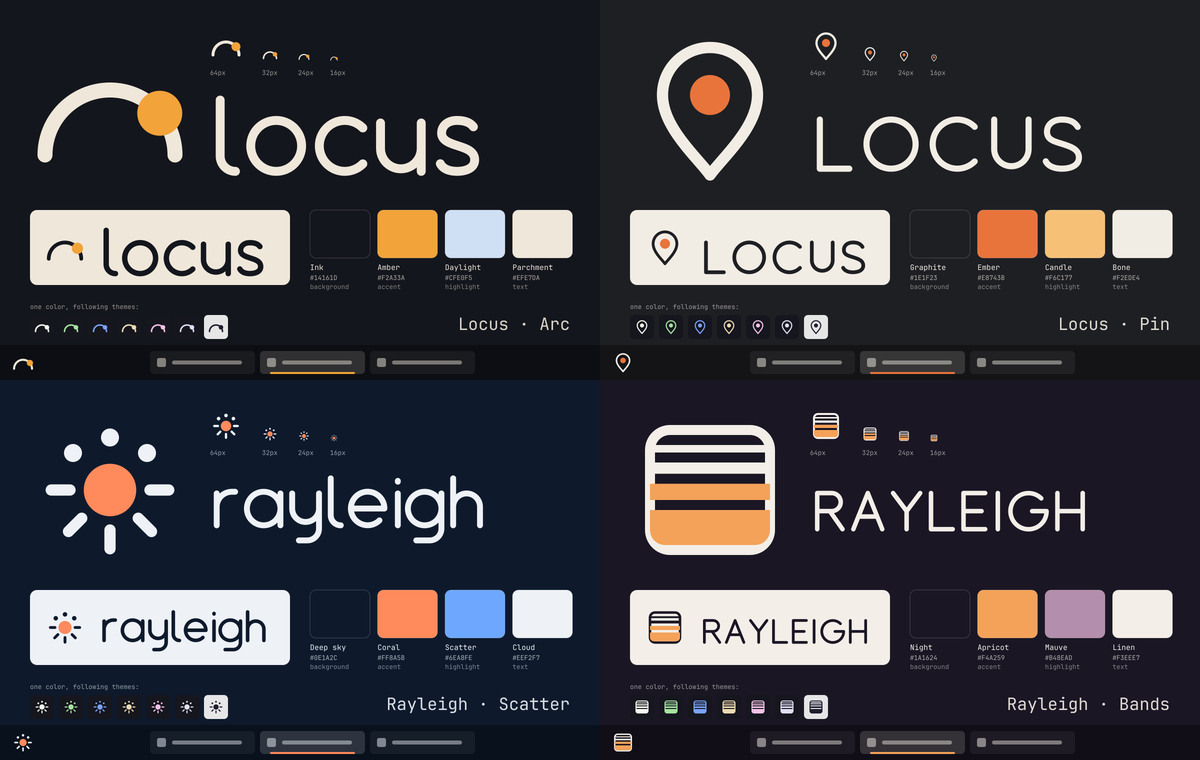 64px 32px 24px 16px
locus
locus
Ink Amber Daylight Parchment
#14161D #F2A33A #CFE0F5 #EFE7DA
background accent highlight text
one color, following themes:
Locus · Arc
64px 32px 24px 16px
LOCUS
LOCUS
Graphite Ember Candle Bone
#1E1F23 #E8743B #F6C177 #F2EDE4
background accent highlight text
one color, following themes:
Locus · Pin
64px 32px 24px 16px
rayleigh
rayleigh
Deep sky Coral Scatter Cloud
#0E1A2C #FF8A5B #6EA8FE #EEF2F7
background accent highlight text
one color, following themes:
Rayleigh · Scatter
64px 32px 24px 16px
RAYLEIGH
RAYLEIGH
Night Apricot Mauve Linen
#1A1624 #F4A259 #B48EAD #F3EEE7
background accent highlight text
one color, following themes:
Rayleigh · Bands